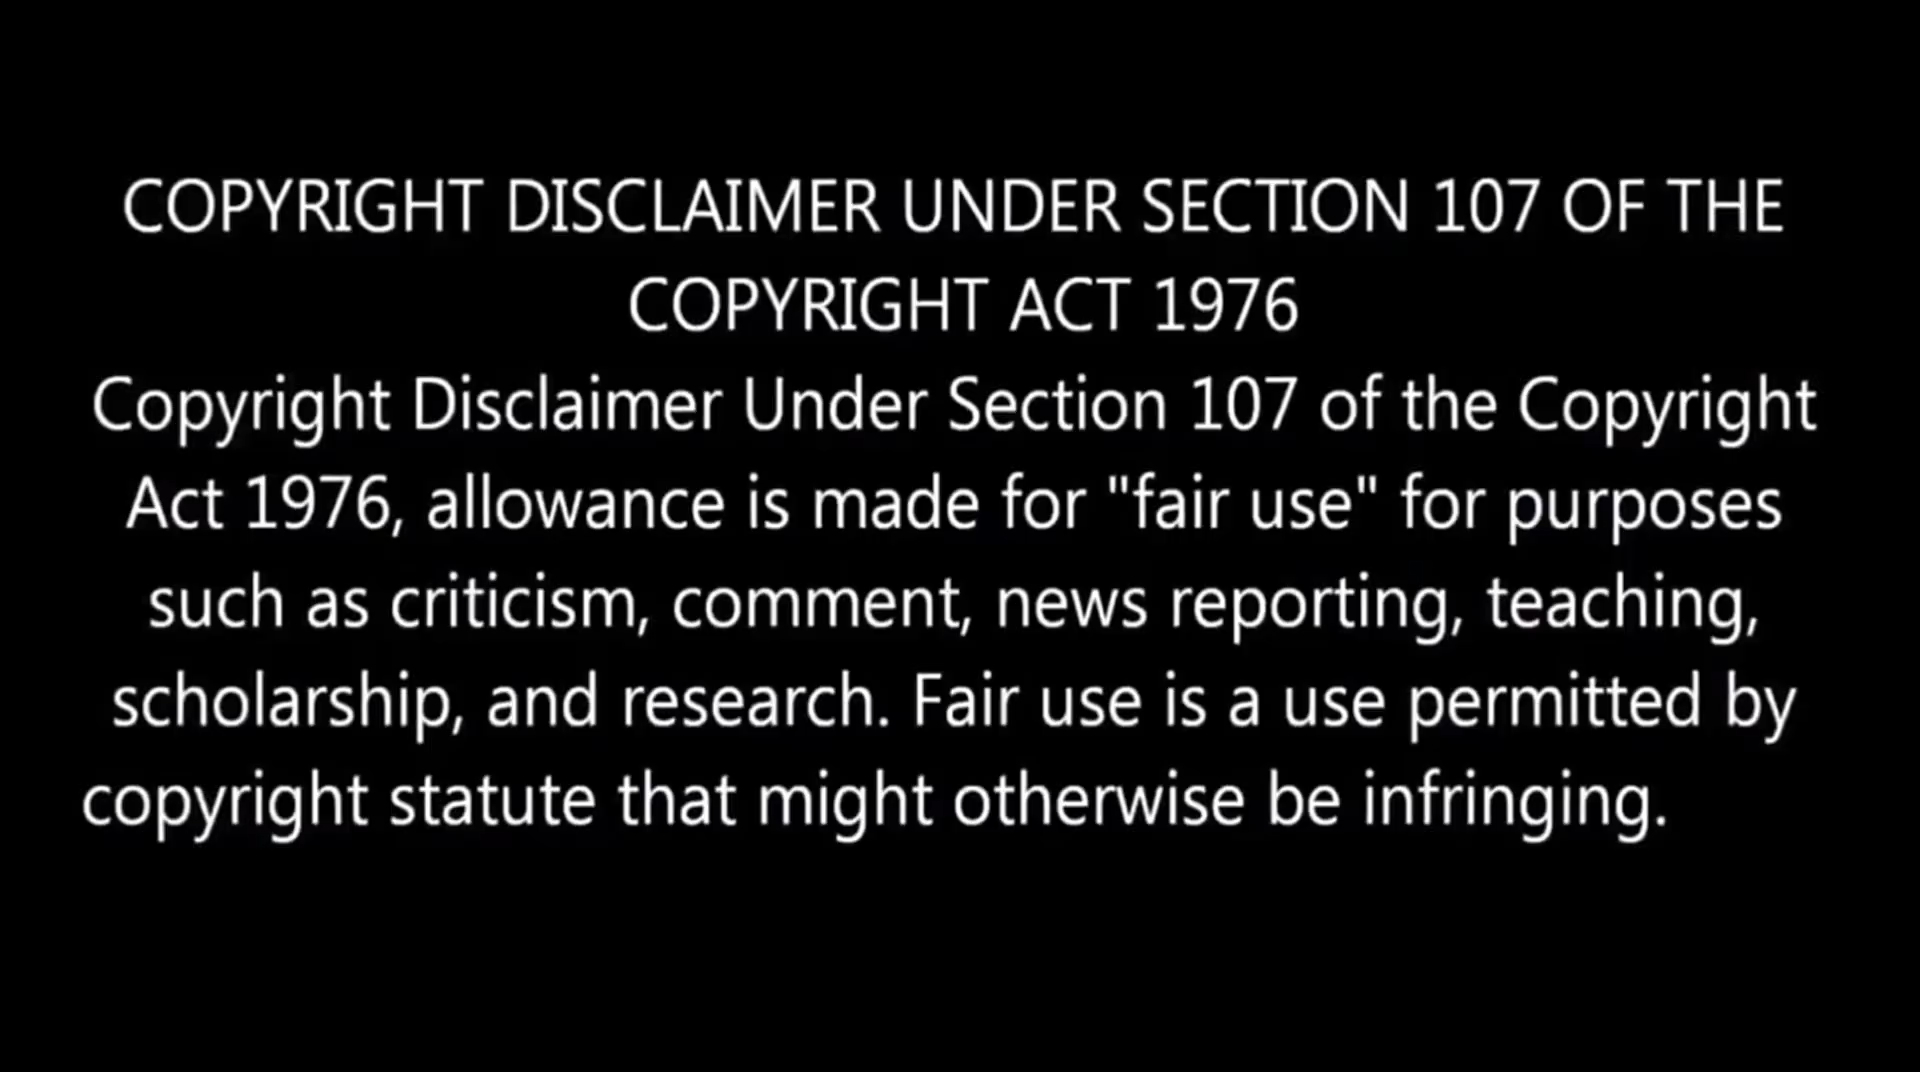 COPYRIGHT DISCLAIMER UNDER SECTION 107 OF THE
COPYRIGHT ACT 1976
Copyright Disclaimer Under Section 107 of the Copyright
Act 1976, allowance is made for "fair use" for purposes
such as criticism, comment, news reporting, teaching,
scholarship, and research. Fair use is a use permitted by
copyright statute that might otherwise be infringing.